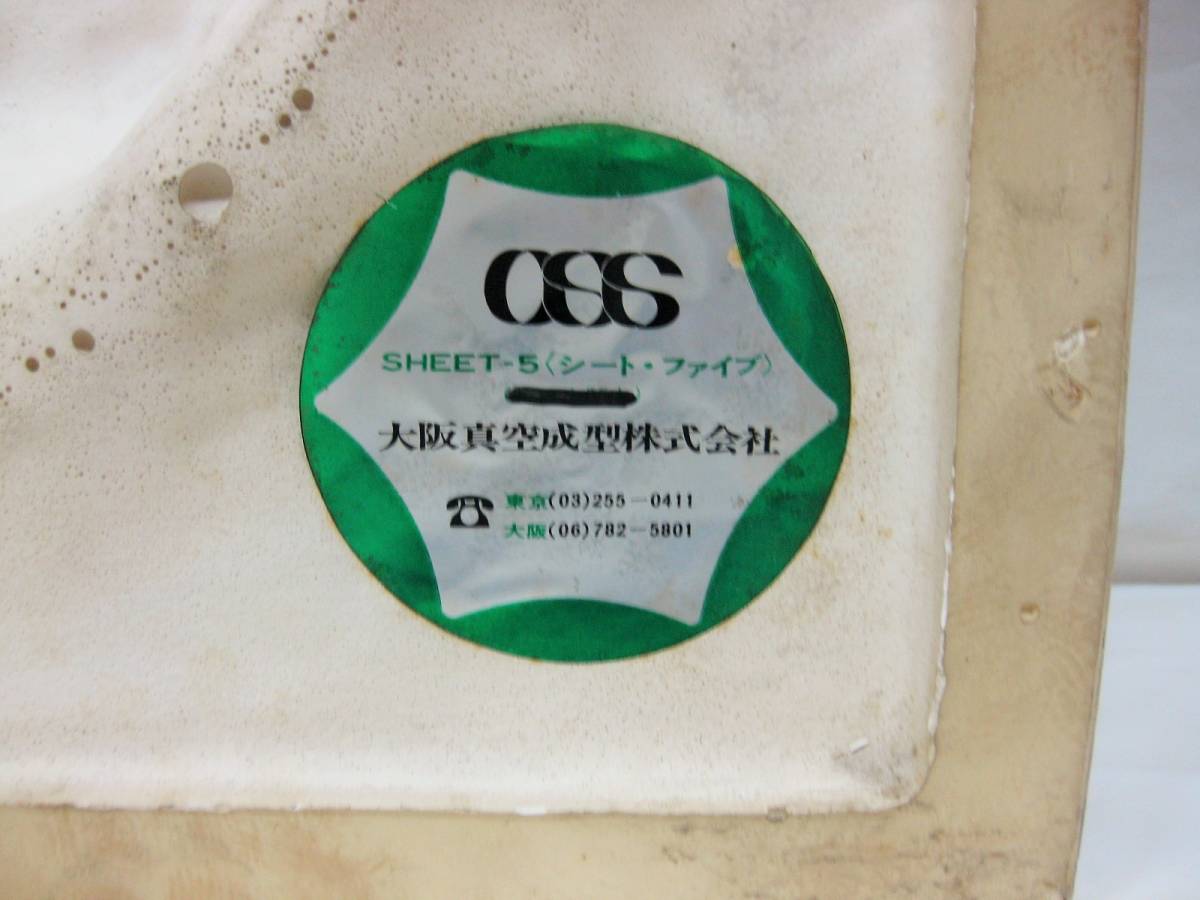 OSS
SHEET-5〈シート・ファイブ〉
大阪真空成型株式会社
東京(03)255-0411
大阪(06)782-5801